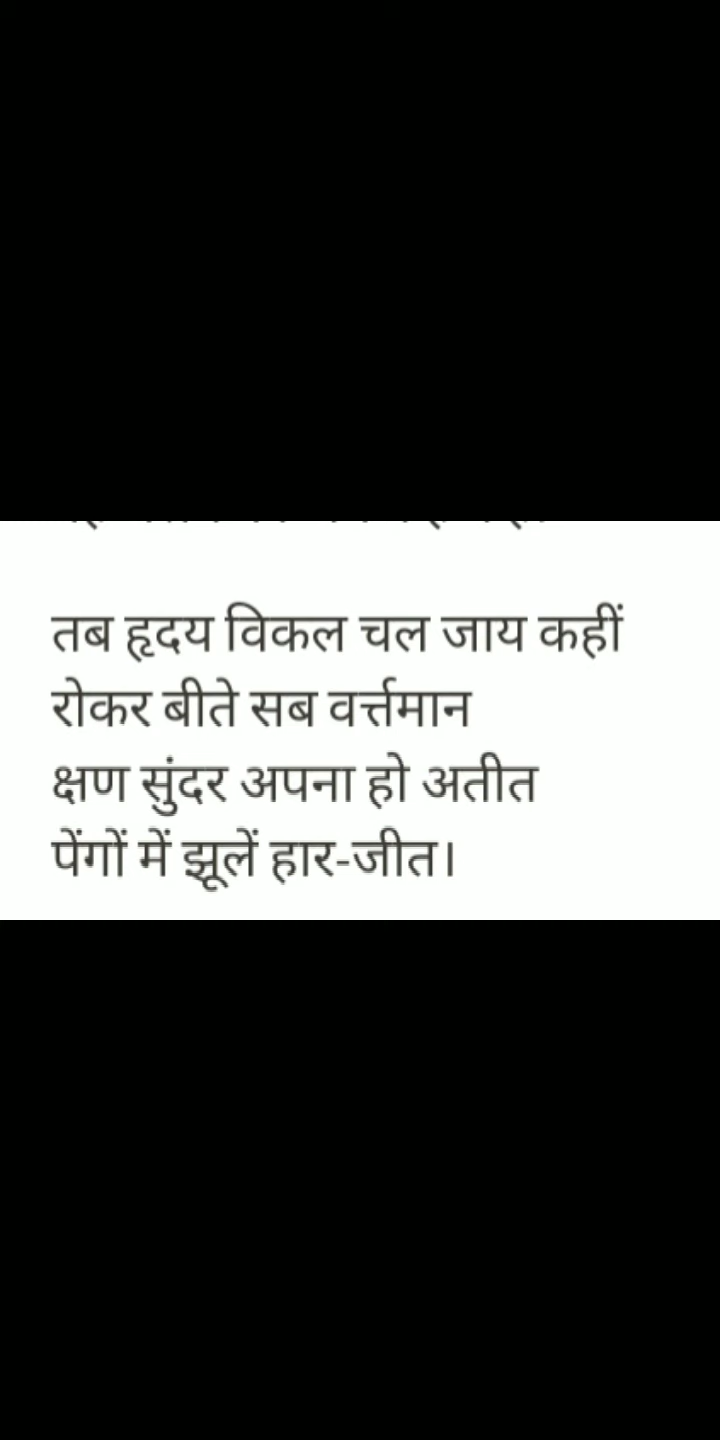 तब हृदय विकल चल जाय कहीं
रोकर बीते सब वर्त्तमान
क्षण सुंदर अपना हो अतीत
पेंगों में झूलें हार-जीत।